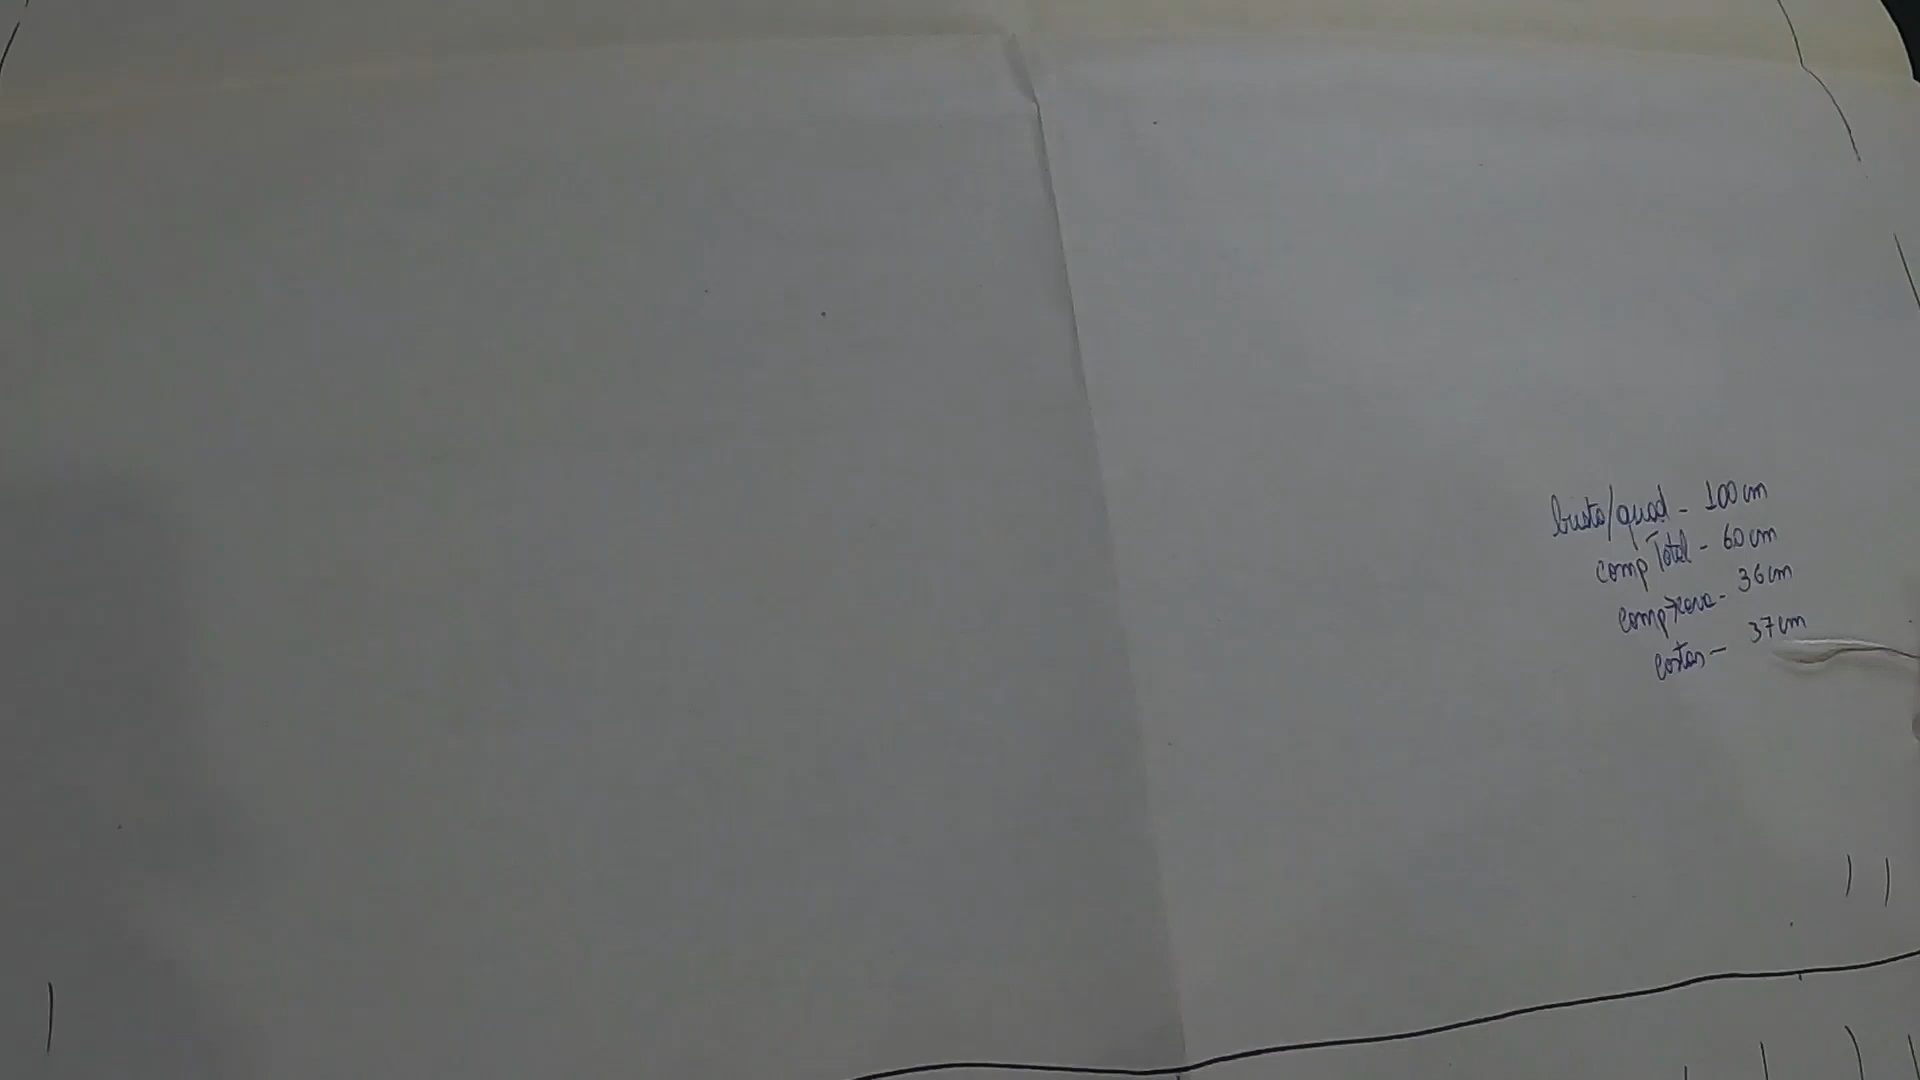 busto/quad - 100 cm
comp Total - 60 cm
comp - 36 cm
costas - 37 cm